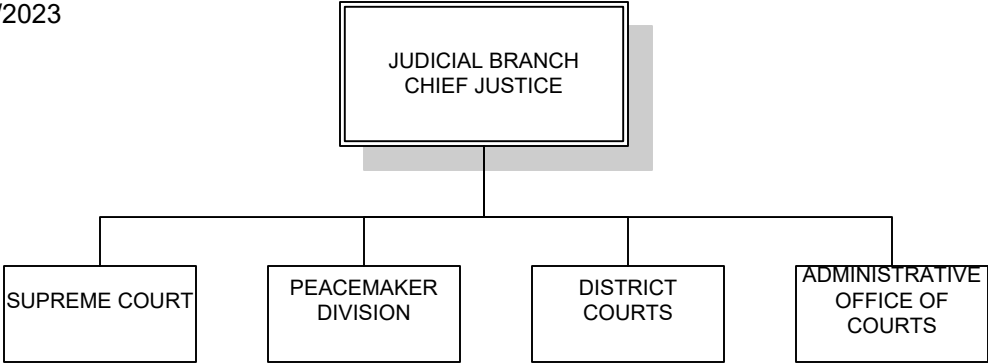 /2023
JUDICIAL BRANCH
CHIEF JUSTICE
SUPREME COURT
PEACEMAKER
DIVISION
DISTRICT
COURTS
ADMINISTRATIVE
OFFICE OF
COURTS